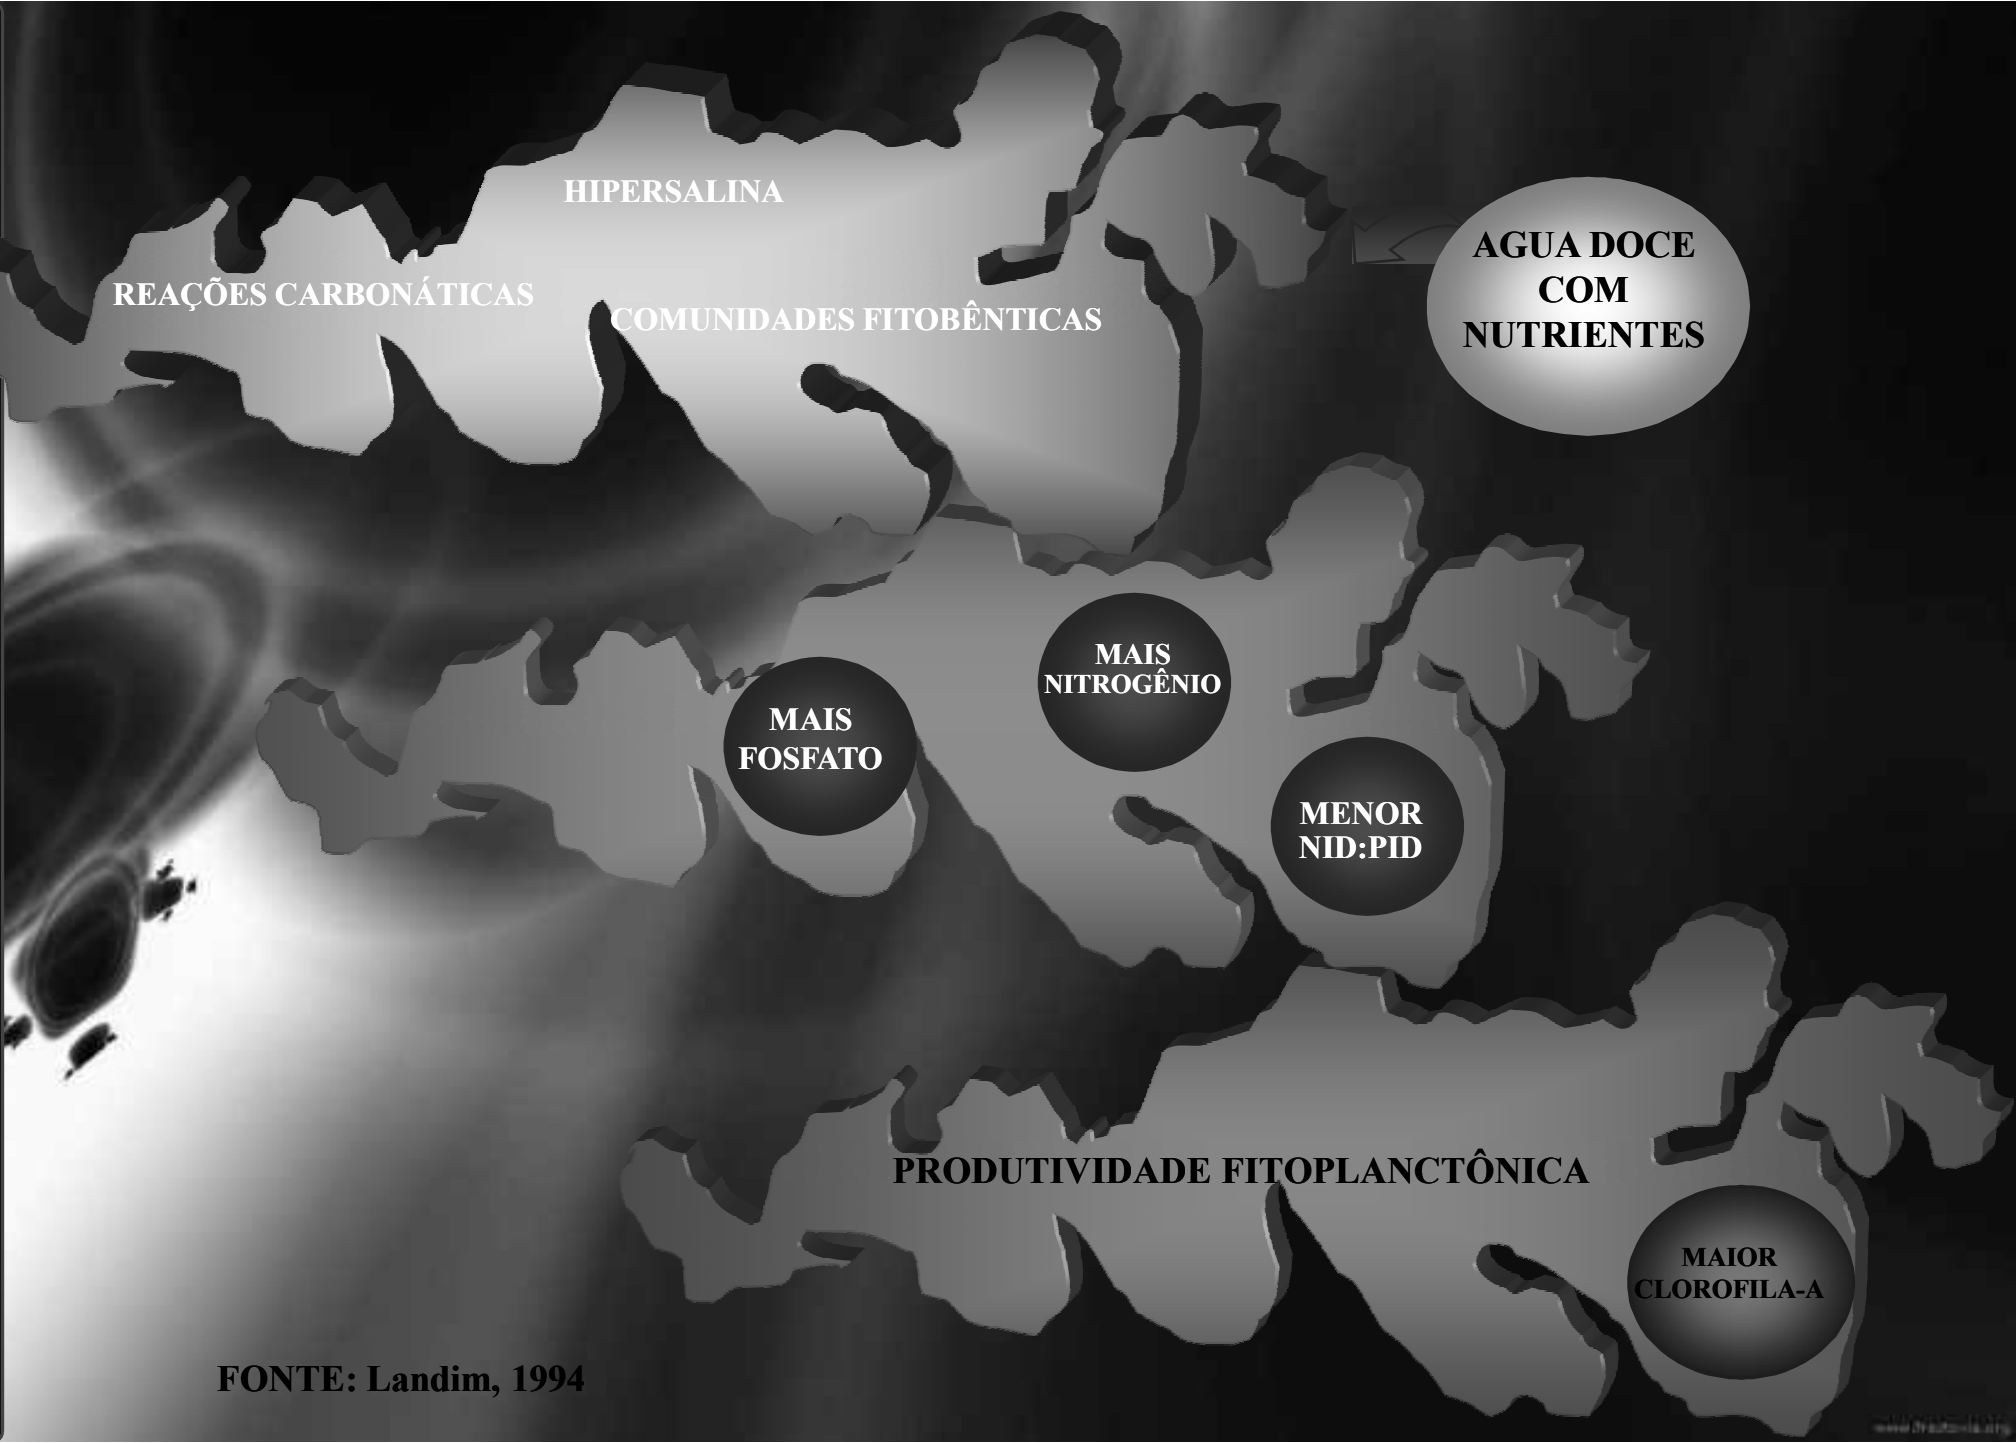 HIPERSALINA
AGUA DOCE
COM
NUTRIENTES
REAÇÕES CARBONÁTICAS
COMUNIDADES FITOBÊNTICAS
MAIS
NITROGÊNIO
MAIS
FOSFATO
MENOR
NID:PID
PRODUTIVIDADE FITOPLANCTÔNICA
MAIOR
CLOROFILA-A
FONTE: Landim, 1994